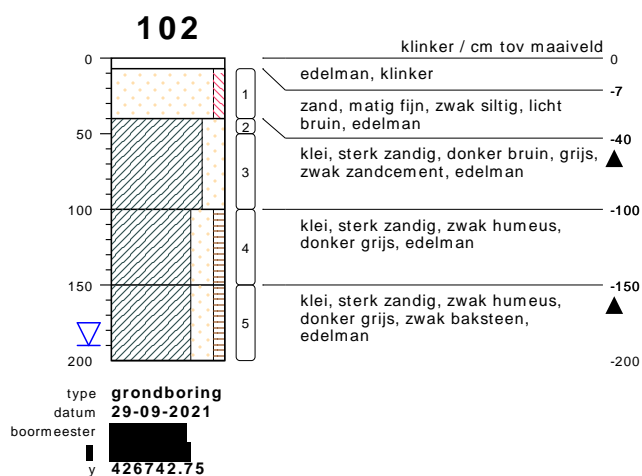 102
klinker / cm tov maaiveld
0
0
edelman, klinker
-7
1
zand, matig fijn, zwak siltig, licht
bruin, edelman
-40
2
50
klei, sterk zandig, donker bruin, grijs,
zwak zandcement, edelman
3
100
-100
klei, sterk zandig, zwak humeus,
donker grijs, edelman
4
150
-150
klei, sterk zandig, zwak humeus,
donker grijs, zwak baksteen,
edelman
5
200
-200
type grondboring
datum 29-09-2021
boormeester
y 426742.75